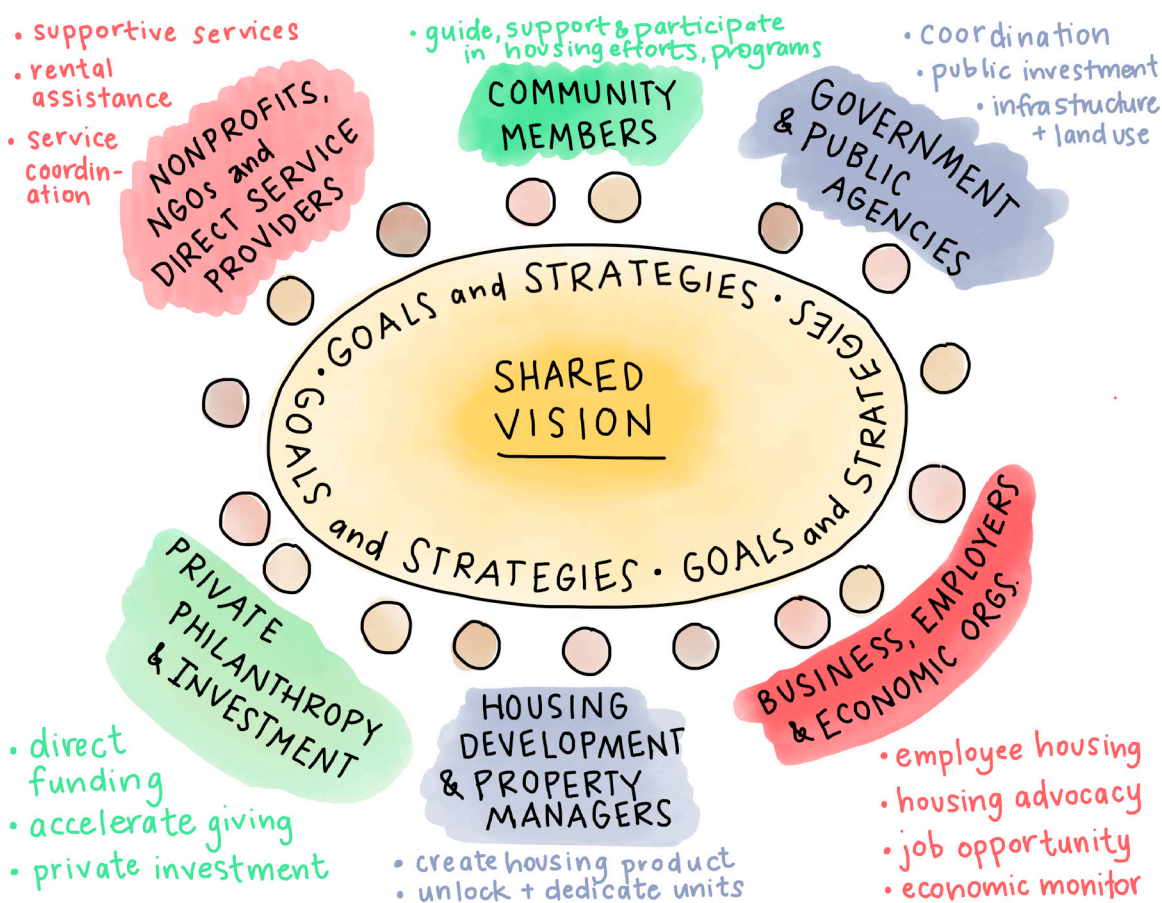 • supportive services
• rental
assistance
• service
coordin-
ation
NONPROFITS,
NGOs and
DIRECT SERVICE
PROVIDERS
• guide, support & participate
in housing efforts, programs
COMMUNITY
MEMBERS
• coordination
• public investment
• infrastructure
+ land use
GOVERNMENT
& PUBLIC
AGENCIES
• GOALS and STRATEGIES • GOALS and STRATEGIES • GOALS and STRATEGIES
SHARED
VISION
PRIVATE
PHILANTHROPY
& INVESTMENT
• direct
funding
• accelerate giving
• private investment
HOUSING
DEVELOPMENT
& PROPERTY
MANAGERS
• create housing product
• unlock + dedicate units
BUSINESS, EMPLOYERS
& ECONOMIC ORGS.
• employee housing
• housing advocacy
• job opportunity
• economic monitor